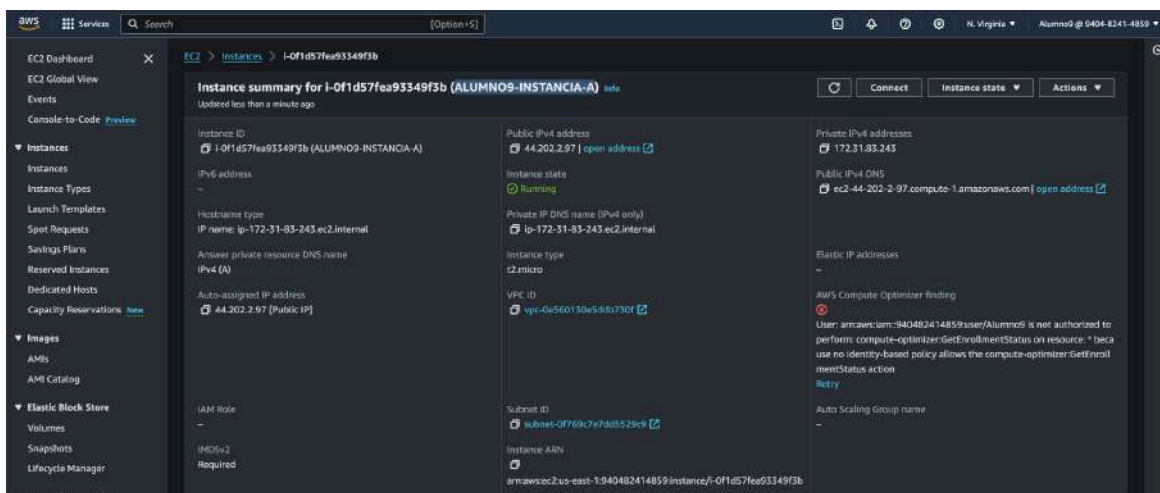 aws
Services
Search
[Option+S]
N. Virginia
Alumno9 @ 9404-8241-4859
EC2 Dashboard
EC2 Global View
Events
Console-to-Code Preview
Instances
Instances
Instance Types
Launch Templates
Spot Requests
Savings Plans
Reserved Instances
Dedicated Hosts
Capacity Reservations New
Images
AMIs
AMI Catalog
Elastic Block Store
Volumes
Snapshots
Lifecycle Manager
EC2 > Instances > i-0f1d57fea93349f3b
Instance summary for i-0f1d57fea93349f3b (ALUMNO9-INSTANCIA-A) Info
Updated less than a minute ago
Connect
Instance state
Actions
Instance ID
i-0f1d57fea93349f3b (ALUMNO9-INSTANCIA-A)
Public IPv4 address
44.202.2.97 | open address
Private IPv4 addresses
172.31.83.243
IPv6 address
–
Instance state
Running
Public IPv4 DNS
ec2-44-202-2-97.compute-1.amazonaws.com | open address
Hostname type
IP name: ip-172-31-83-243.ec2.internal
Private IP DNS name (IPv4 only)
ip-172-31-83-243.ec2.internal
Answer private resource DNS name
IPv4 (A)
Instance type
t2.micro
Elastic IP addresses
–
Auto-assigned IP address
44.202.2.97 [Public IP]
VPC ID
vpc-0e560130e5ddb730f
AWS Compute Optimizer finding
User: arn:aws:iam::940482414859:user/Alumno9 is not authorized to
perform: compute-optimizer:GetEnrollmentStatus on resource: * beca
use no identity-based policy allows the compute-optimizer:GetEnroll
mentStatus action
Retry
IAM Role
–
Subnet ID
subnet-0f769c7e7dd5529c9
Auto Scaling Group name
–
IMDSv2
Required
Instance ARN
arn:aws:ec2:us-east-1:940482414859:instance/i-0f1d57fea93349f3b